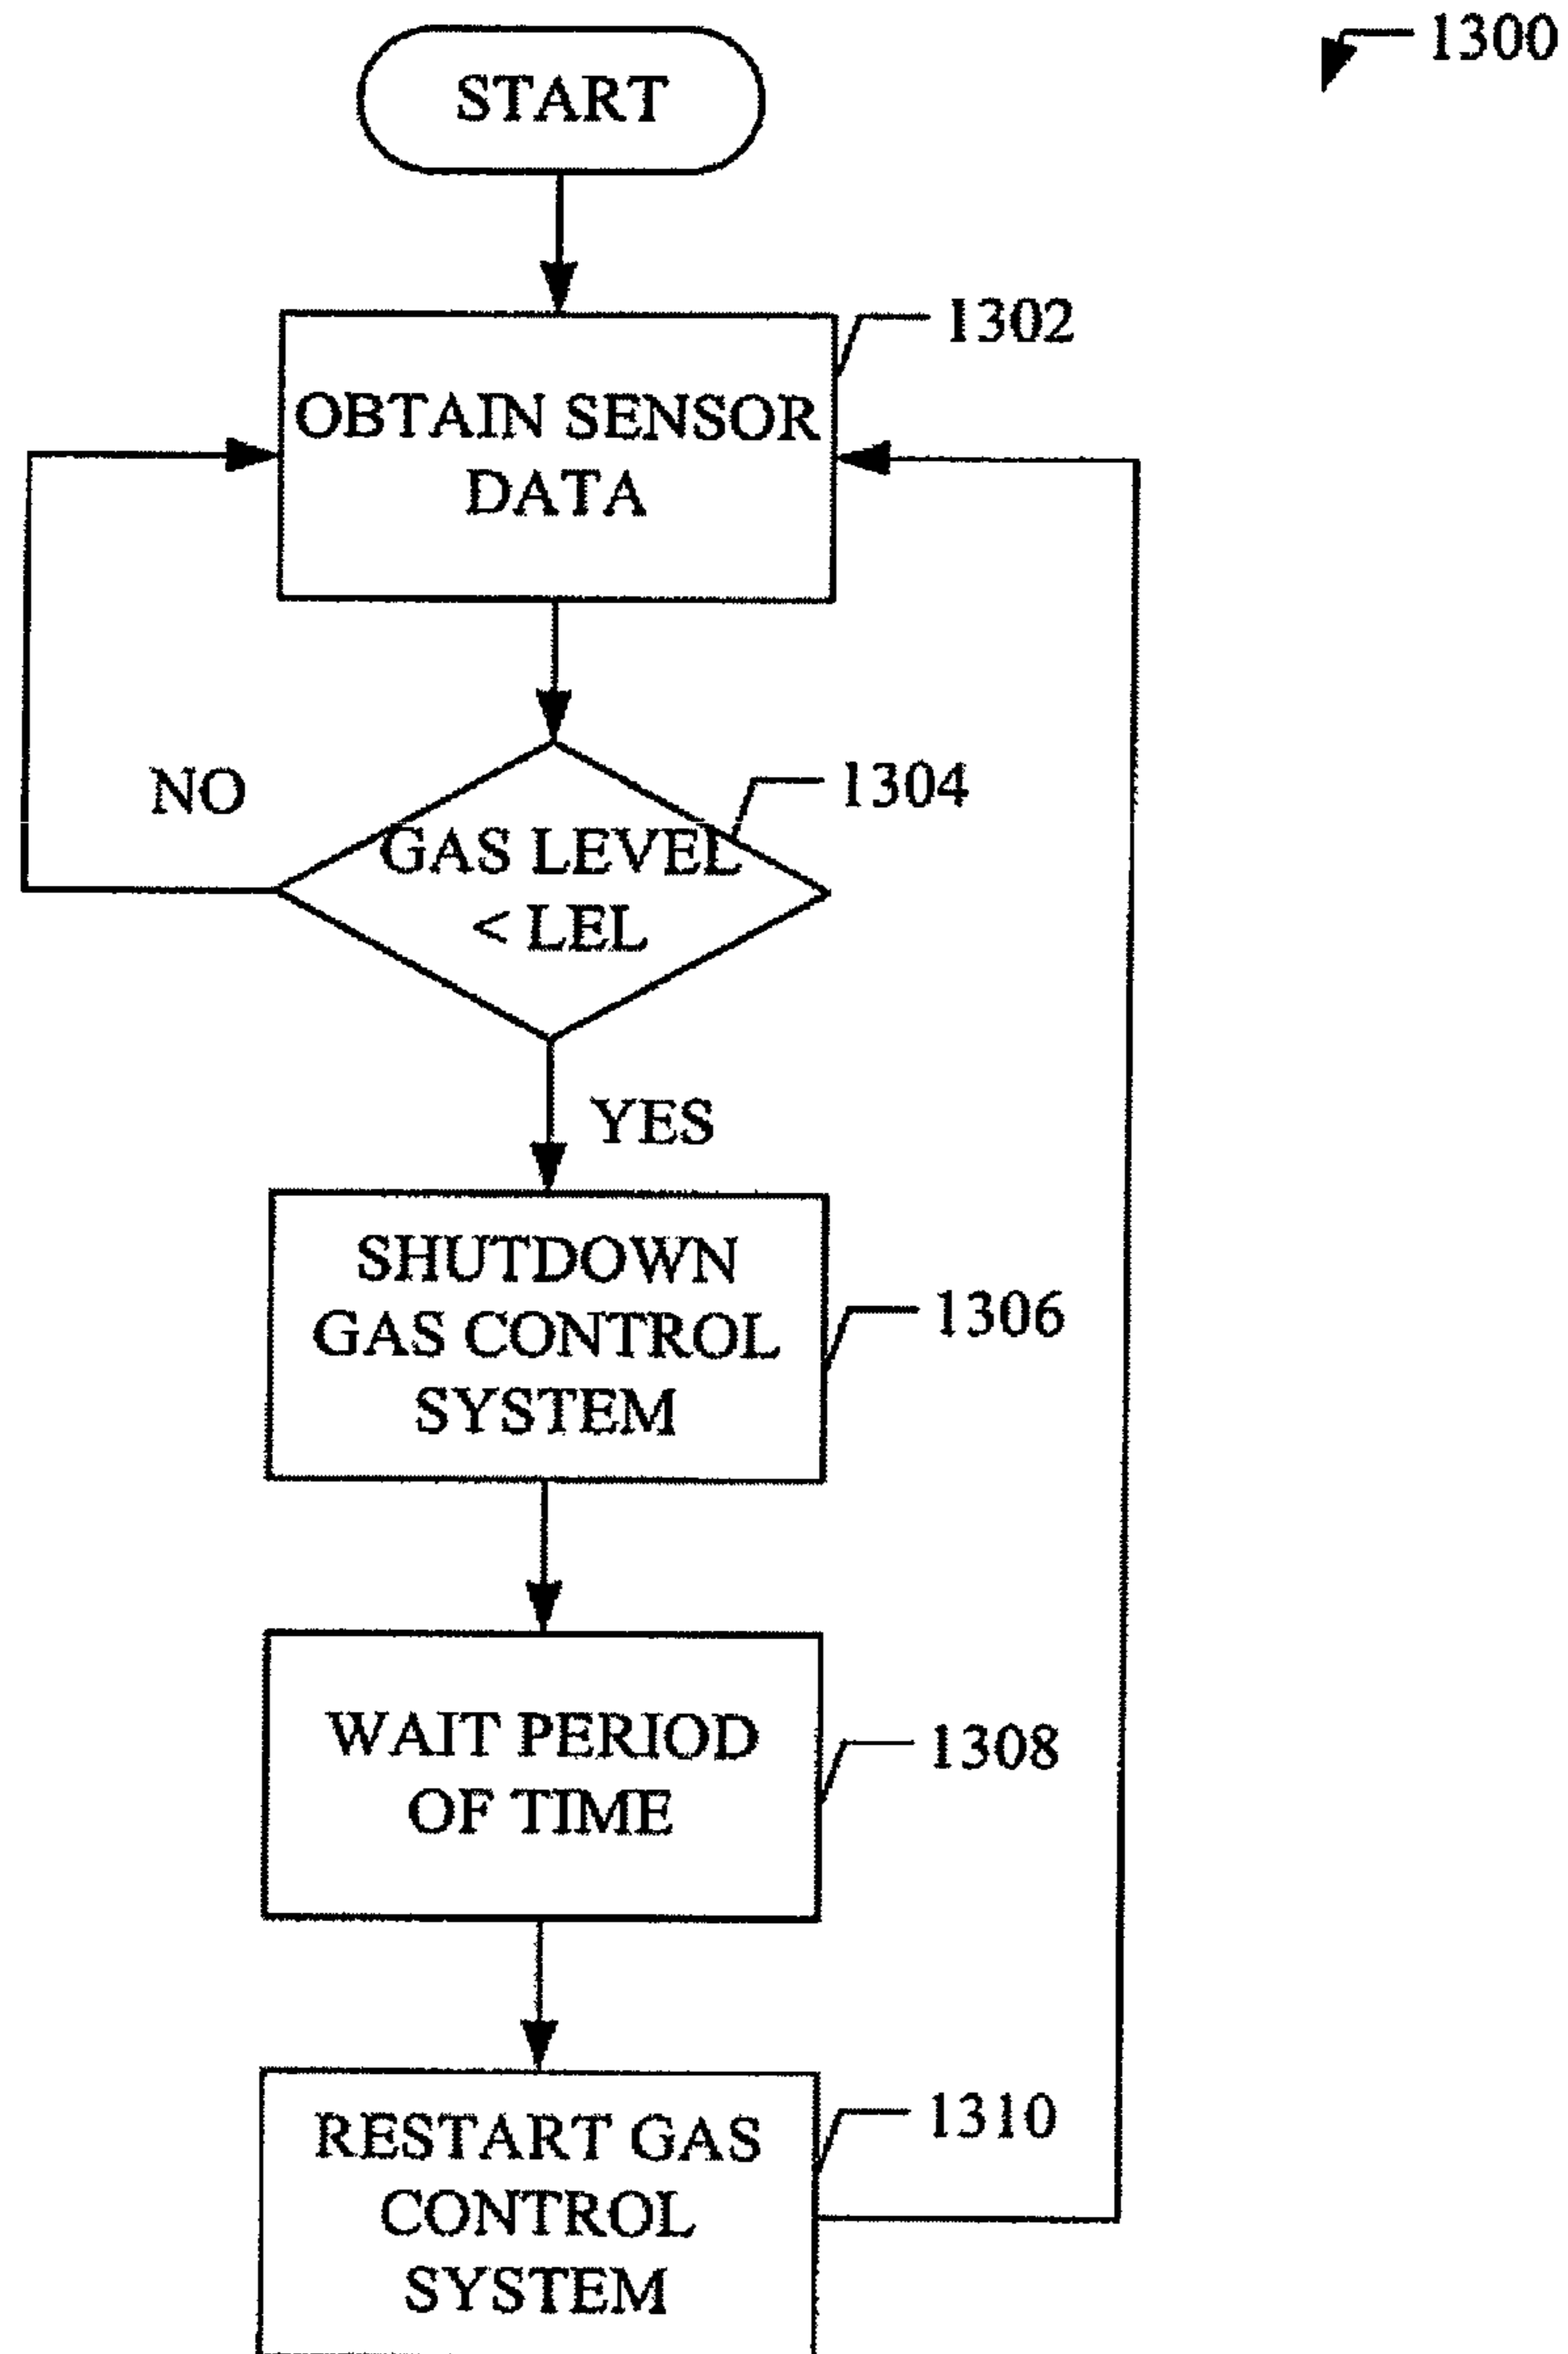 1300
START
1302
OBTAIN SENSOR
DATA
NO
1304
GAS LEVEL
< LEL
YES
SHUTDOWN
GAS CONTROL
SYSTEM
1306
WAIT PERIOD
OF TIME
1308
RESTART GAS
CONTROL
SYSTEM
1310